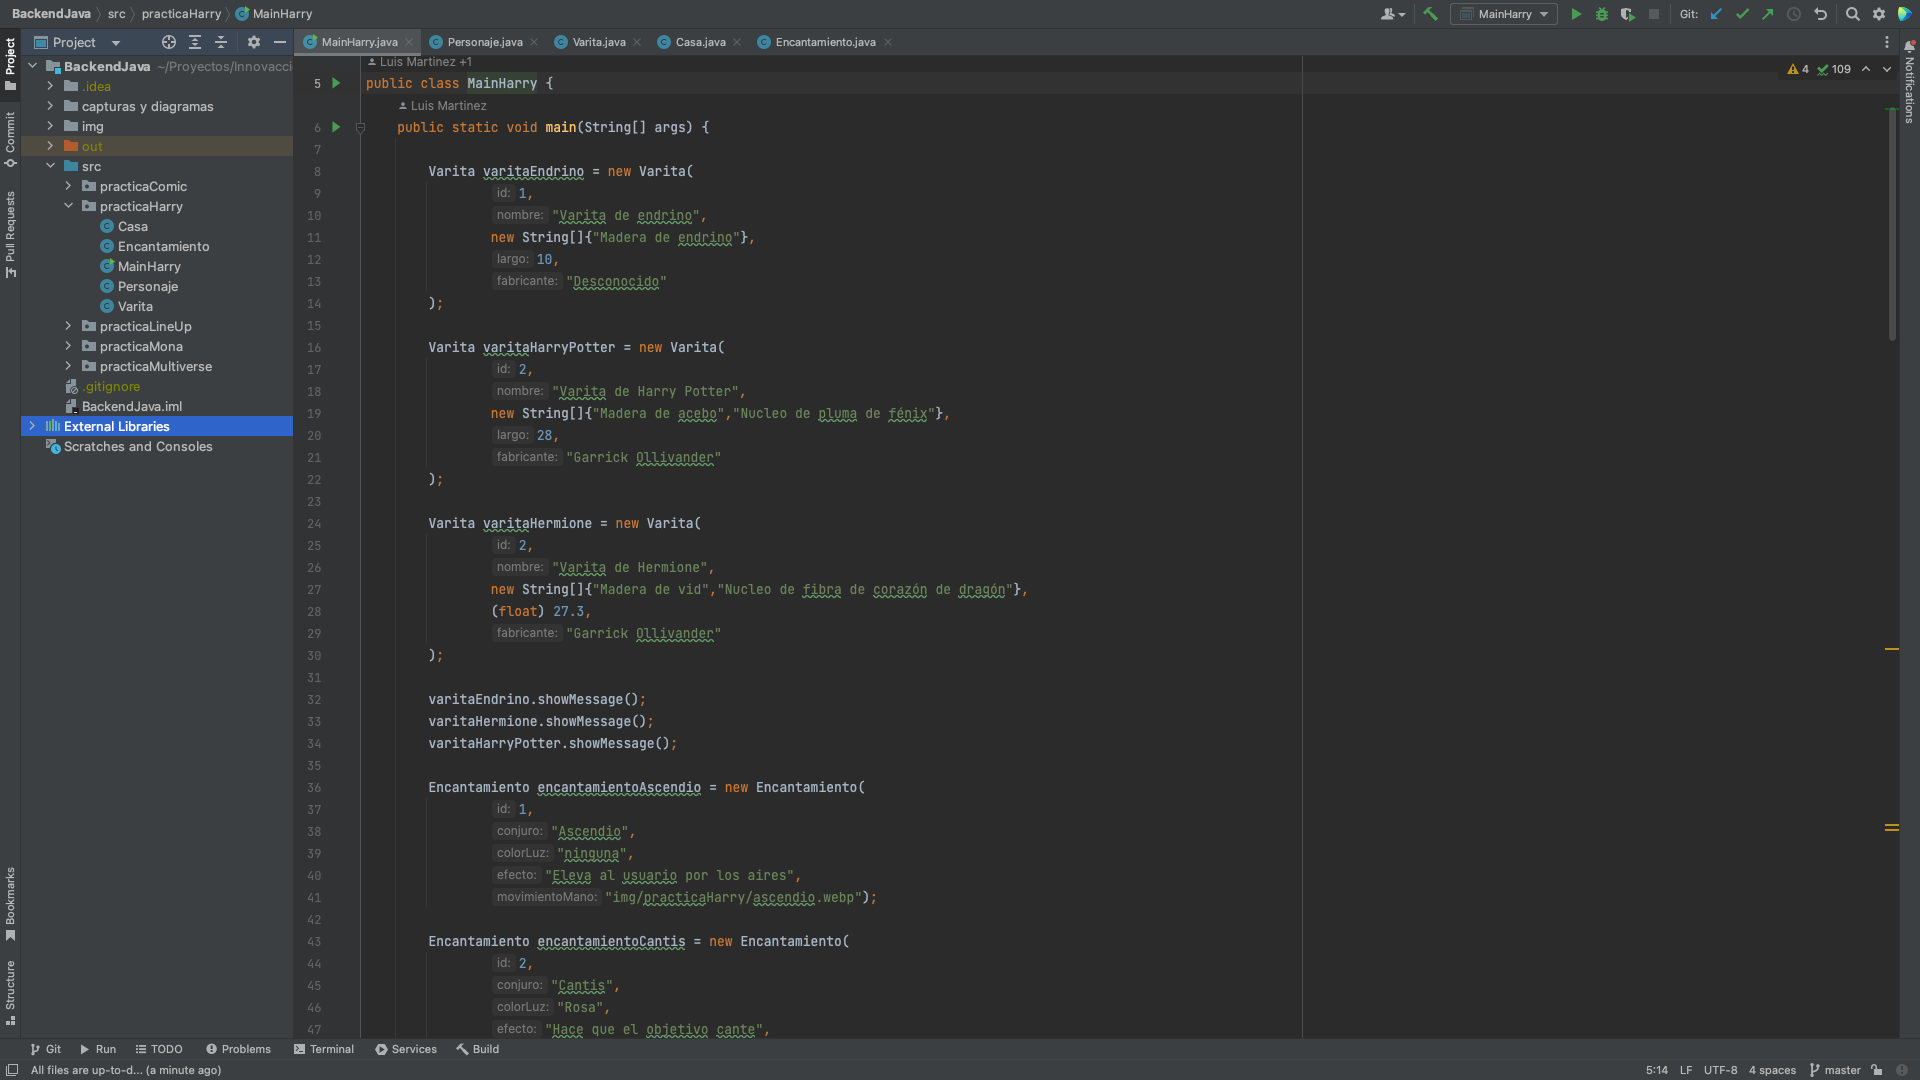 BackendJava src practicaHarry MainHarry
MainHarry
Git:
Project
MainHarry.java
Personaje.java
Varita.java
Casa.java
Encantamiento.java
Project
Commit
Pull Requests
Bookmarks
Structure
Notifications
BackendJava ~/Proyectos/Innovacci
.idea
capturas y diagramas
img
out
src
practicaComic
practicaHarry
Casa
Encantamiento
MainHarry
Personaje
Varita
practicaLineUp
practicaMona
practicaMultiverse
.gitignore
BackendJava.iml
External Libraries
Scratches and Consoles
4 109
Luis Martinez +1
5 public class MainHarry {
Luis Martinez
6 public static void main(String[] args) {
7
8 Varita varitaEndrino = new Varita(
9 id: 1,
10 nombre: "Varita de endrino",
11 new String[]{"Madera de endrino"},
12 largo: 10,
13 fabricante: "Desconocido"
14 );
15
16 Varita varitaHarryPotter = new Varita(
17 id: 2,
18 nombre: "Varita de Harry Potter",
19 new String[]{"Madera de acebo","Nucleo de pluma de fénix"},
20 largo: 28,
21 fabricante: "Garrick Ollivander"
22 );
23
24 Varita varitaHermione = new Varita(
25 id: 2,
26 nombre: "Varita de Hermione",
27 new String[]{"Madera de vid","Nucleo de fibra de corazón de dragón"},
28 (float) 27.3,
29 fabricante: "Garrick Ollivander"
30 );
31
32 varitaEndrino.showMessage();
33 varitaHermione.showMessage();
34 varitaHarryPotter.showMessage();
35
36 Encantamiento encantamientoAscendio = new Encantamiento(
37 id: 1,
38 conjuro: "Ascendio",
39 colorLuz: "ninguna",
40 efecto: "Eleva al usuario por los aires",
41 movimientoMano: "img/practicaHarry/ascendio.webp");
42
43 Encantamiento encantamientoCantis = new Encantamiento(
44 id: 2,
45 conjuro: "Cantis",
46 colorLuz: "Rosa",
47 efecto: "Hace que el objetivo cante",
Git Run TODO Problems Terminal Services Build
All files are up-to-d... (a minute ago)
5:14 LF UTF-8 4 spaces master